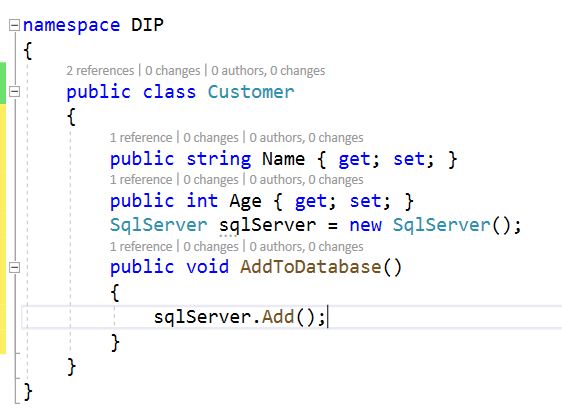 namespace DIP
{
2 references | 0 changes | 0 authors, 0 changes
public class Customer
{
1 reference | 0 changes | 0 authors, 0 changes
public string Name { get; set; }
1 reference | 0 changes | 0 authors, 0 changes
public int Age { get; set; }
SqlServer sqlServer = new SqlServer();
1 reference | 0 changes | 0 authors, 0 changes
public void AddToDatabase()
{
sqlServer.Add();
}
}
}